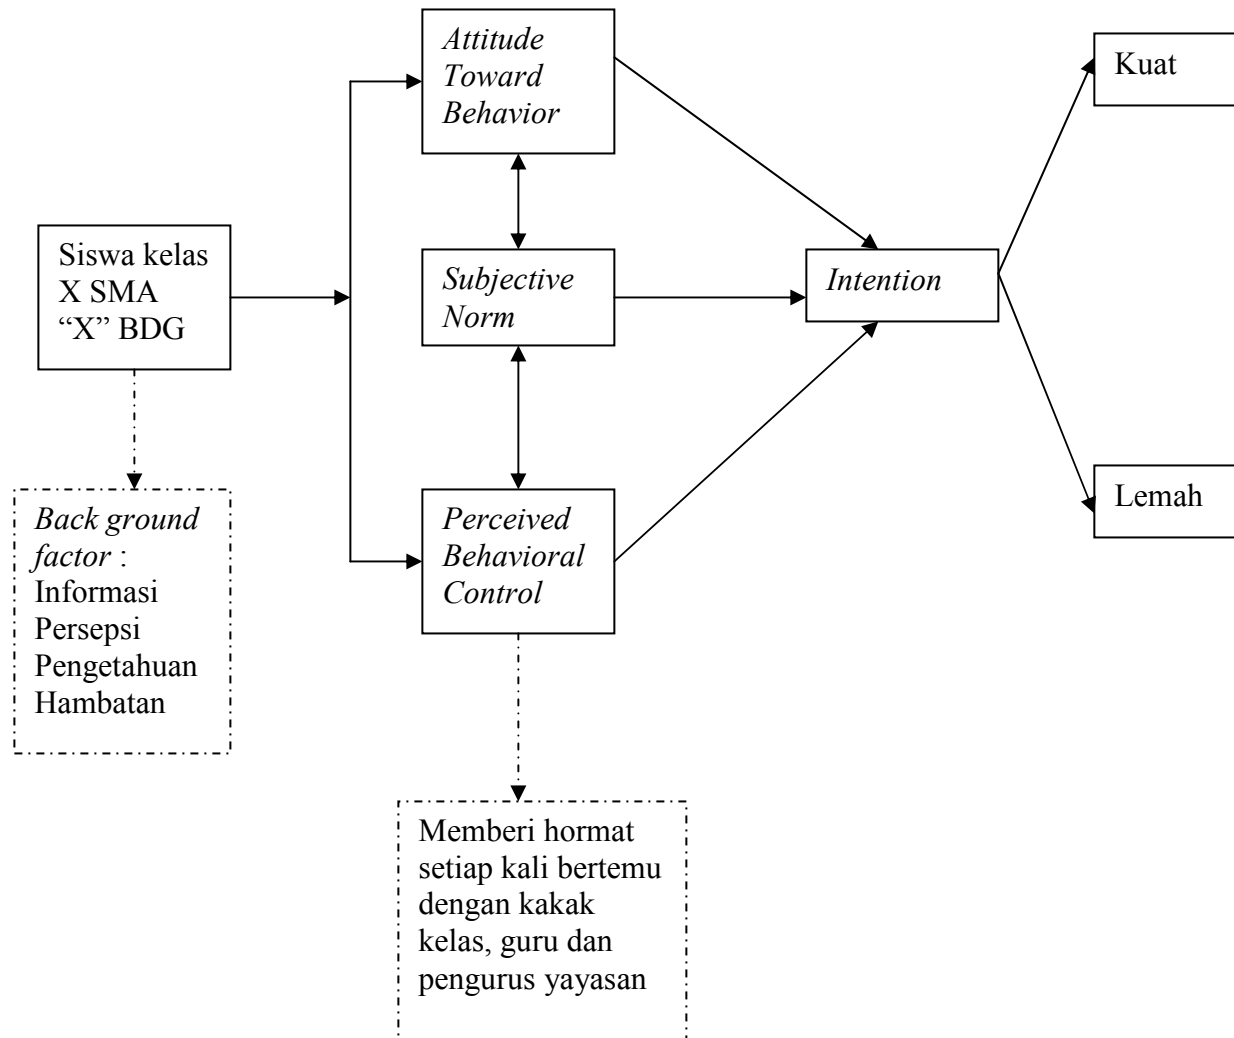 Attitude
Toward
Behavior
Kuat
Siswa kelas
X SMA
“X” BDG
Subjective
Norm
Intention
Back ground
factor :
Informasi
Persepsi
Pengetahuan
Hambatan
Perceived
Behavioral
Control
Lemah
Memberi hormat
setiap kali bertemu
dengan kakak
kelas, guru dan
pengurus yayasan